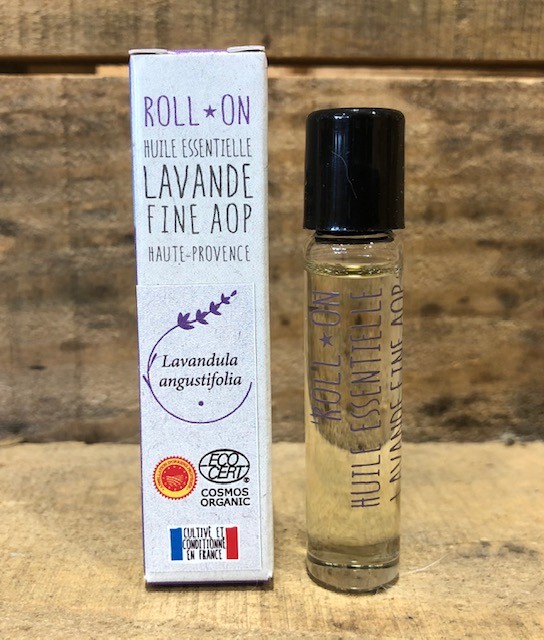 ROLL★ON
HUILE ESSENTIELLE
LAVANDE
FINE AOP
HAUTE-PROVENCE
Lavandula
angustifolia
ECO
CERT
COSMOS
ORGANIC
CULTIVÉ ET
CONDITIONNÉ
EN FRANCE
ROLL★ON
HUILE ESSENTIELLE
LAVANDE FINE AOP